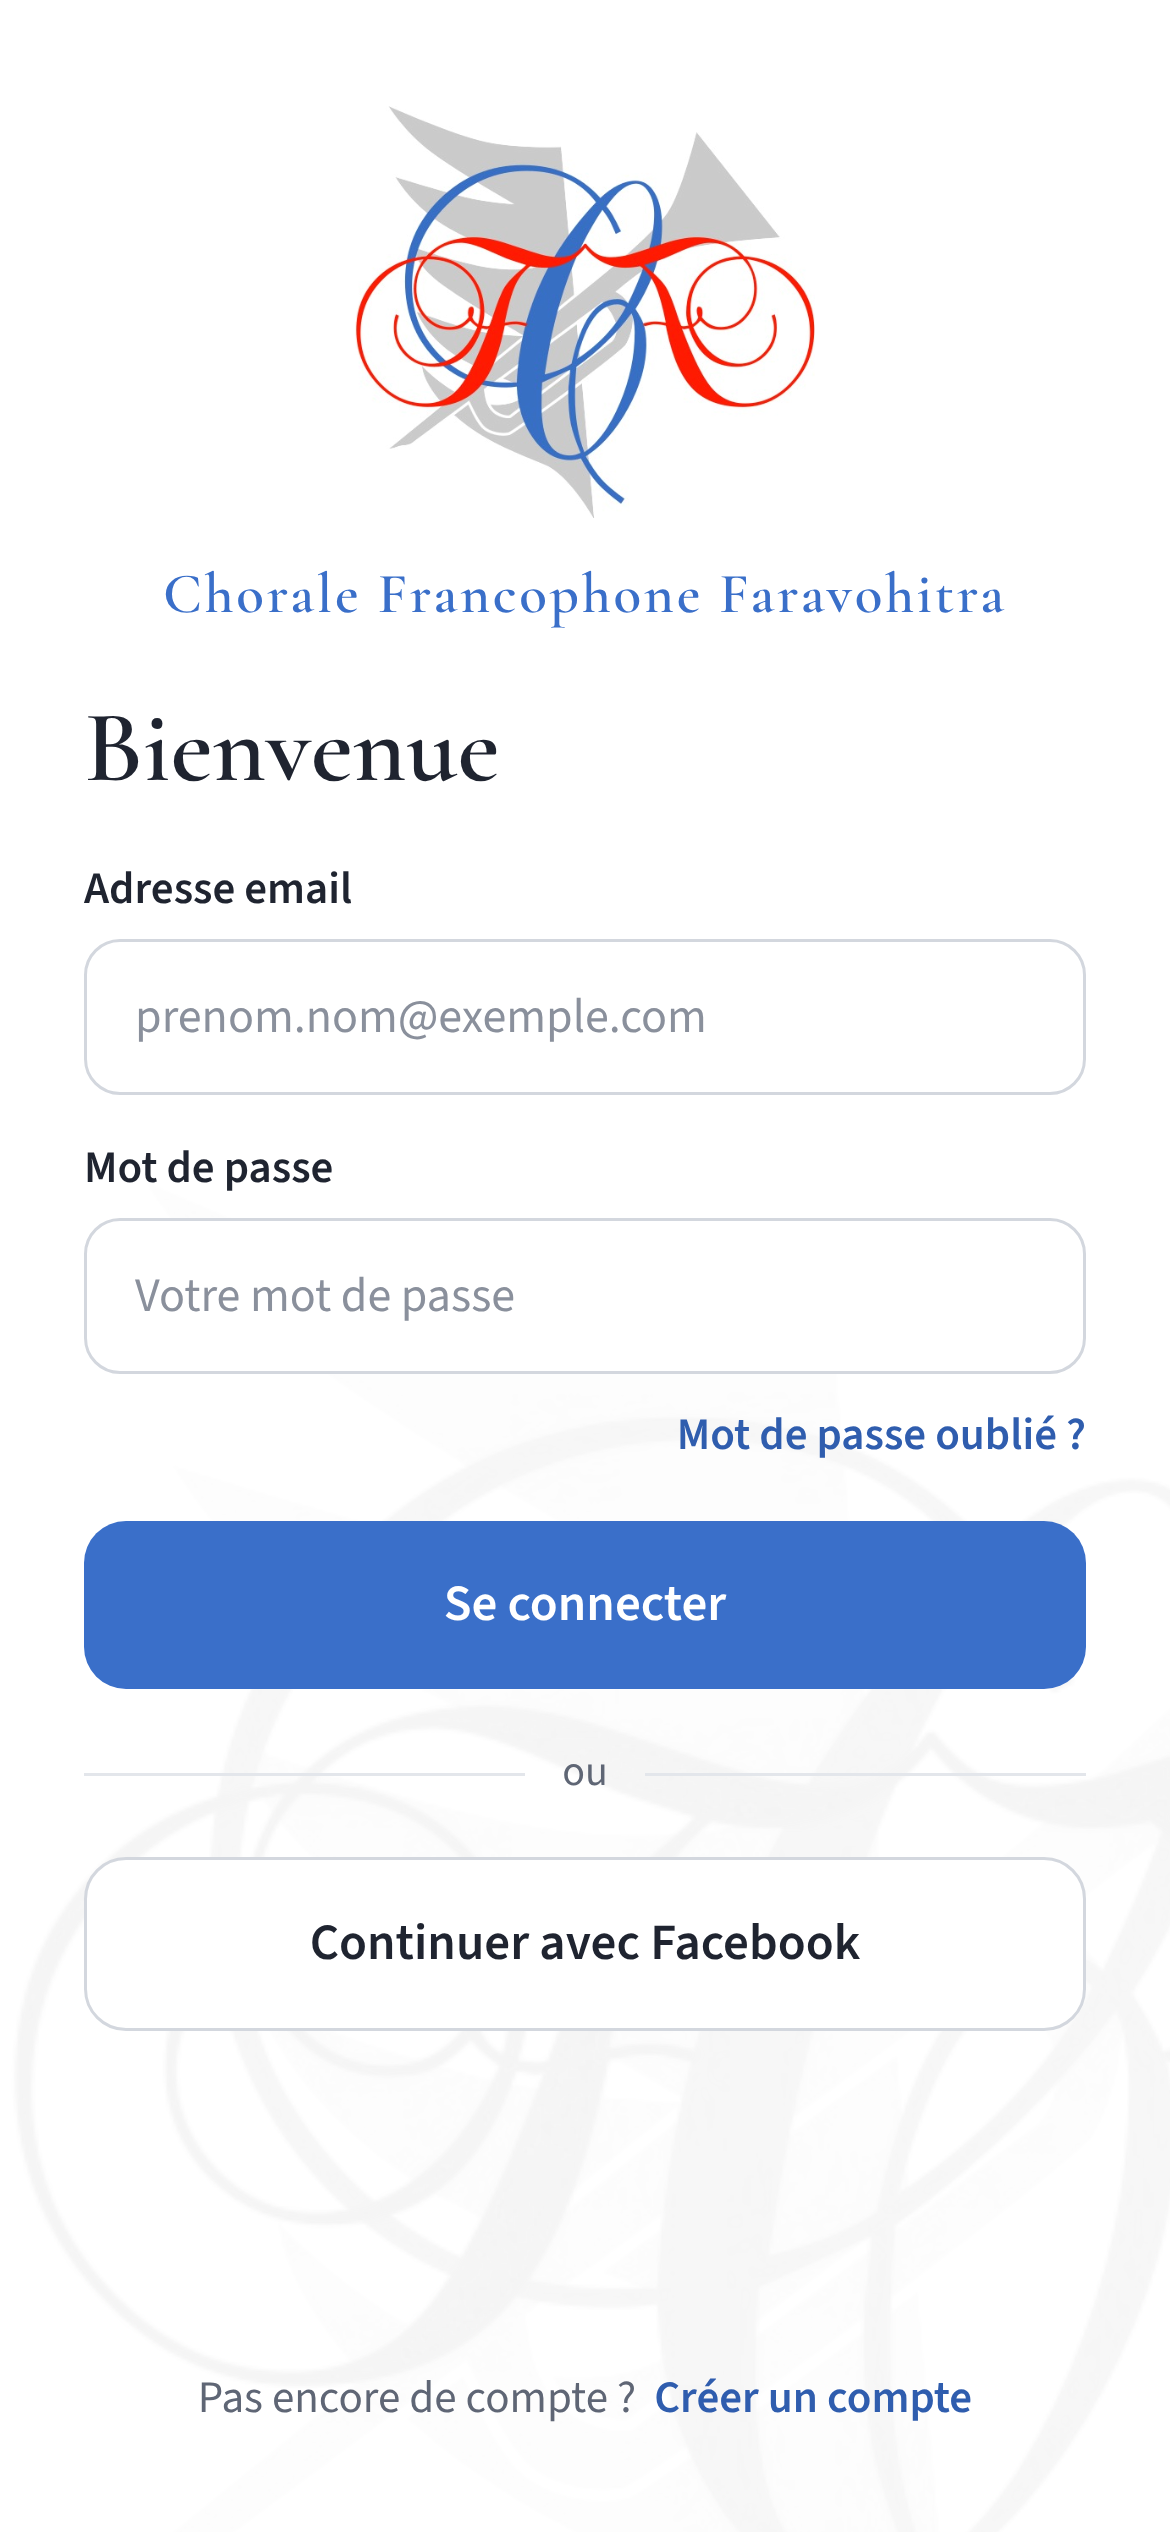 Chorale Francophone Faravohitra
Bienvenue
Adresse email
prenom.nom@exemple.com
Mot de passe
Votre mot de passe
Mot de passe oublié ?
Se connecter
ou
Continuer avec Facebook
Pas encore de compte ? Créer un compte